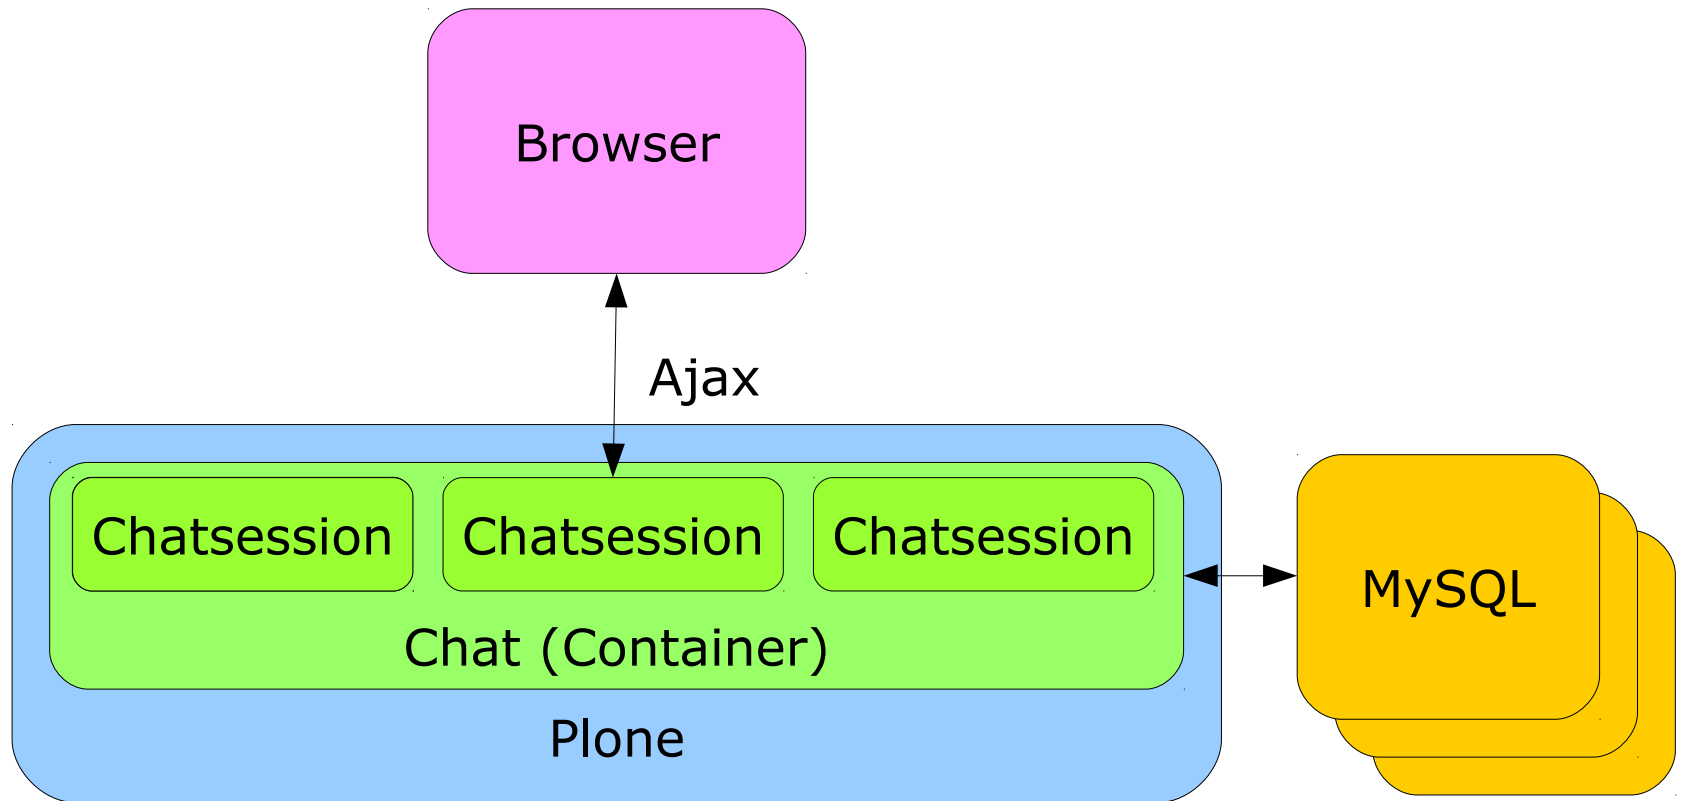 Browser
Ajax
Chatsession
Chatsession
Chatsession
Chat (Container)
Plone
MySQL